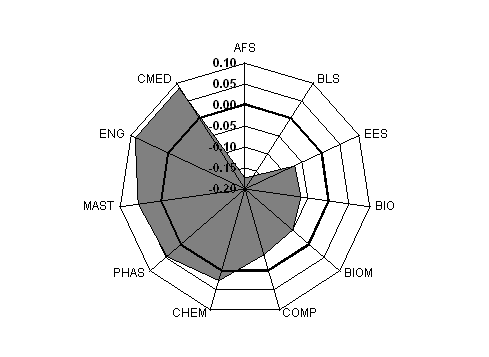 AFS
0.10
CMED
BLS
0.05
0.00
ENG
EES
-0.05
-0.10
-0.15
-0.20
MAST
BIO
PHAS
BIOM
CHEM
COMP